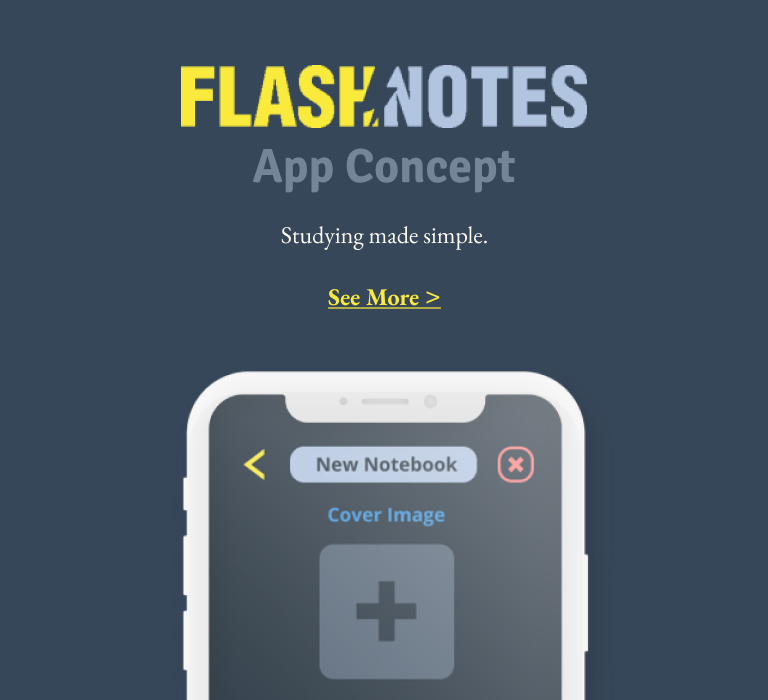 FLASHNOTES
App Concept
Studying made simple.
See More >
New Notebook
Cover Image